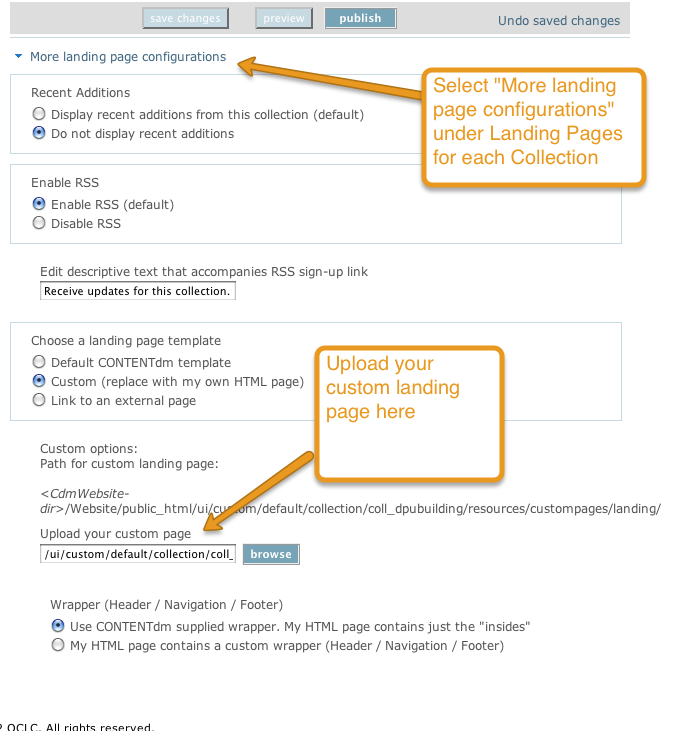 save changes
preview
publish
Undo saved changes
More landing page configurations
Select "More landing
page configurations"
under Landing Pages
for each Collection
Recent Additions
Display recent additions from this collection (default)
Do not display recent additions
Enable RSS
Enable RSS (default)
Disable RSS
Edit descriptive text that accompanies RSS sign-up link
Receive updates for this collection.
Choose a landing page template
Default CONTENTdm template
Custom (replace with my own HTML page)
Link to an external page
Upload your
custom landing
page here
Custom options:
Path for custom landing page:
<CdmWebsite-
dir>/Website/public_html/ui/custom/default/collection/coll_dpubuilding/resources/custompages/landing/
Upload your custom page
/ui/custom/default/collection/coll_
browse
Wrapper (Header / Navigation / Footer)
Use CONTENTdm supplied wrapper. My HTML page contains just the "insides"
My HTML page contains a custom wrapper (Header / Navigation / Footer)
OCLC. All rights reserved.